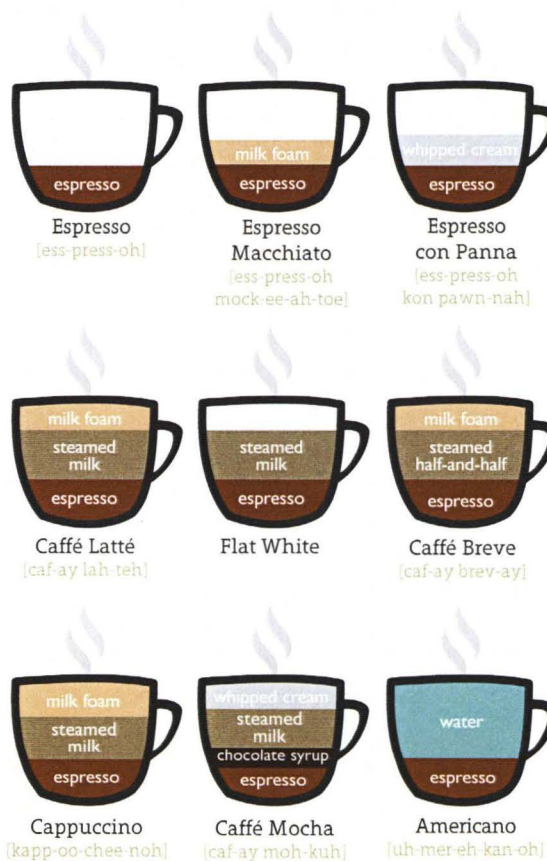 espresso
Espresso
[ess-press-oh]
milk foam
espresso
Espresso
Macchiato
[ess-press-oh
mock-ee-ah-toe]
whipped cream
espresso
Espresso
con Panna
[ess-press-oh
kon pawn-nah]
milk foam
steamed
milk
espresso
Caffé Latté
[caf-ay lah-teh]
steamed
milk
espresso
Flat White
milk foam
steamed
half-and-half
espresso
Caffé Breve
[caf-ay brev-ay]
milk foam
steamed
milk
espresso
Cappuccino
[kapp-oo-chee-noh]
whipped cream
steamed
milk
chocolate syrup
espresso
Caffé Mocha
[caf-ay moh-kuh]
water
espresso
Americano
[uh-mer-eh-kan-oh]